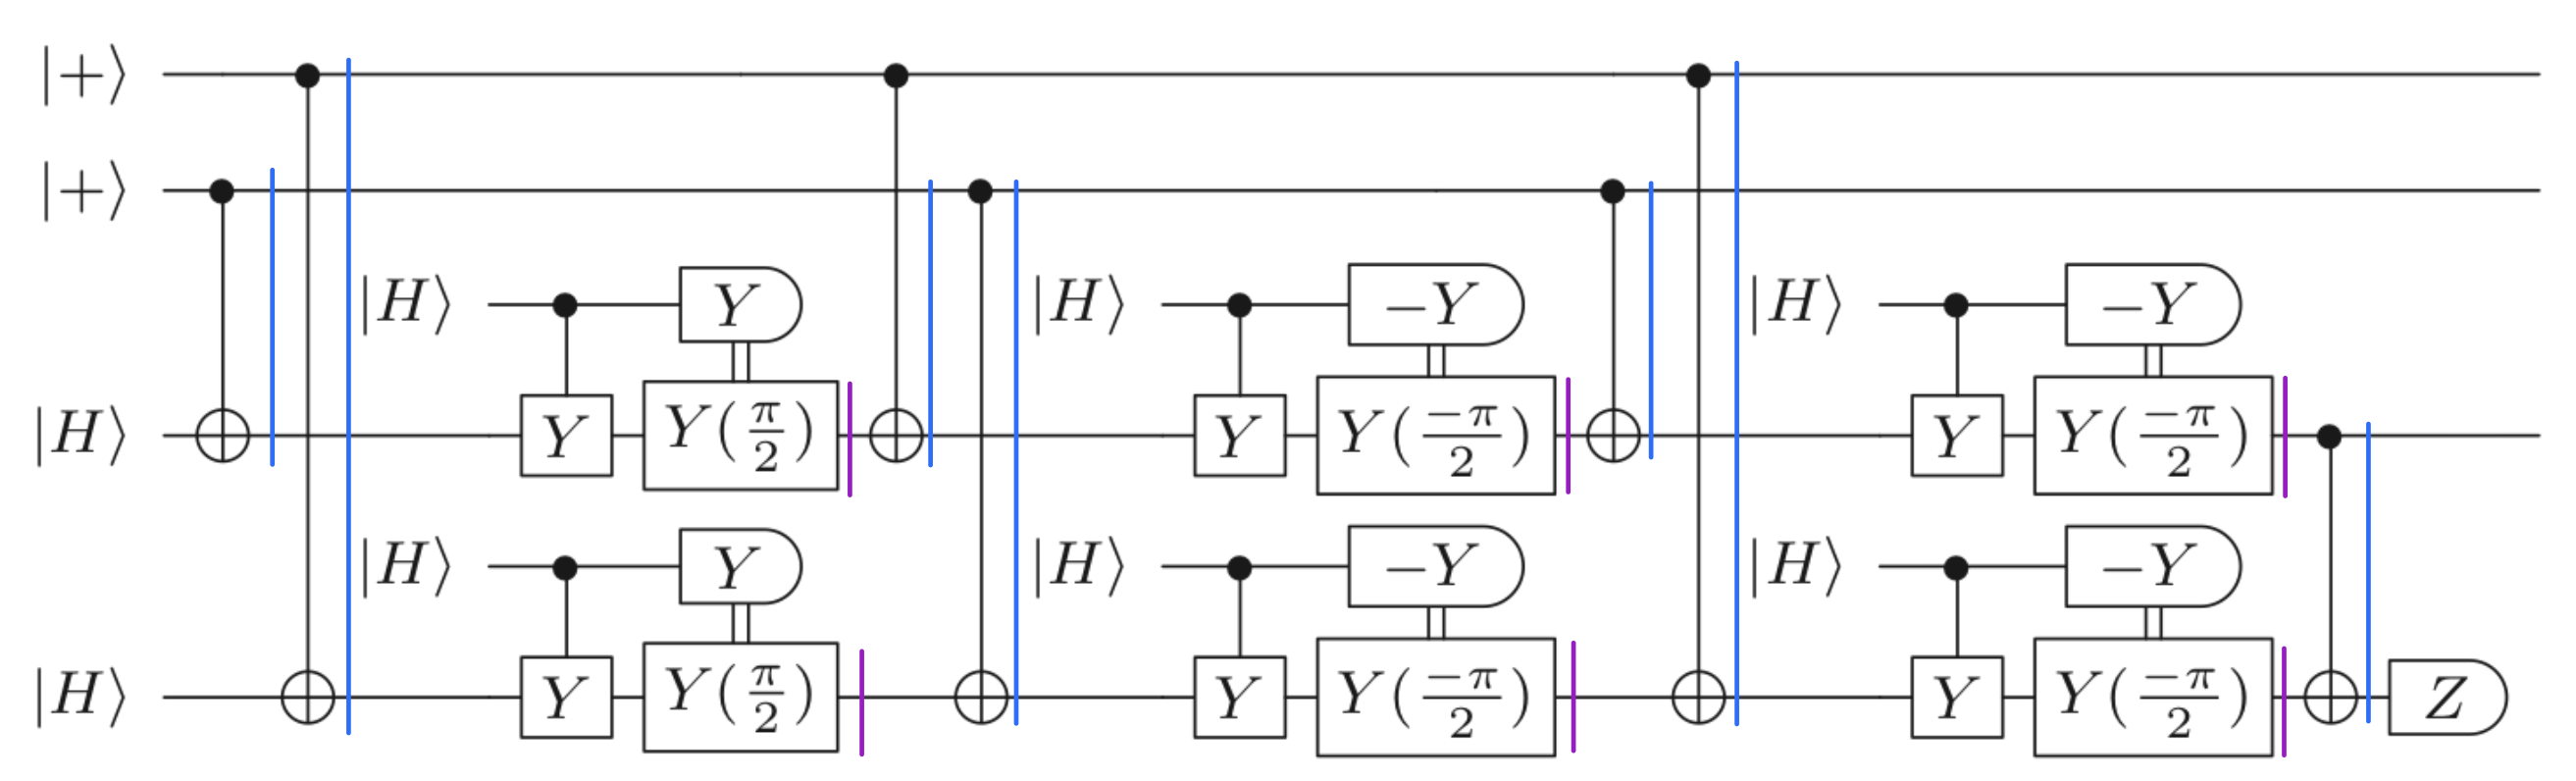 |+⟩
|+⟩
|H⟩ Y |H⟩ −Y |H⟩ −Y
|H⟩ Y Y(π/2) Y Y(−π/2) Y Y(−π/2)
|H⟩ Y |H⟩ −Y |H⟩ −Y
|H⟩ Y Y(π/2) Y Y(−π/2) Y Y(−π/2) Z